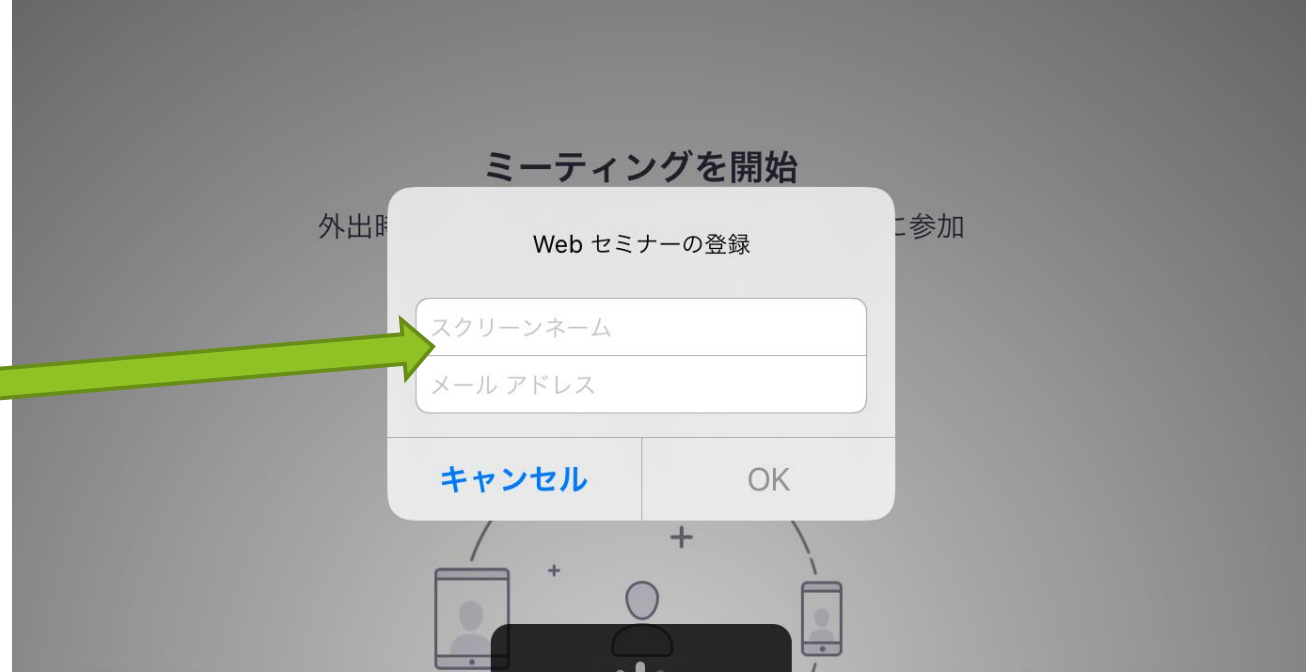 ミーティングを開始
外出時
に参加
Web セミナーの登録
スクリーンネーム
メール アドレス
キャンセル
OK